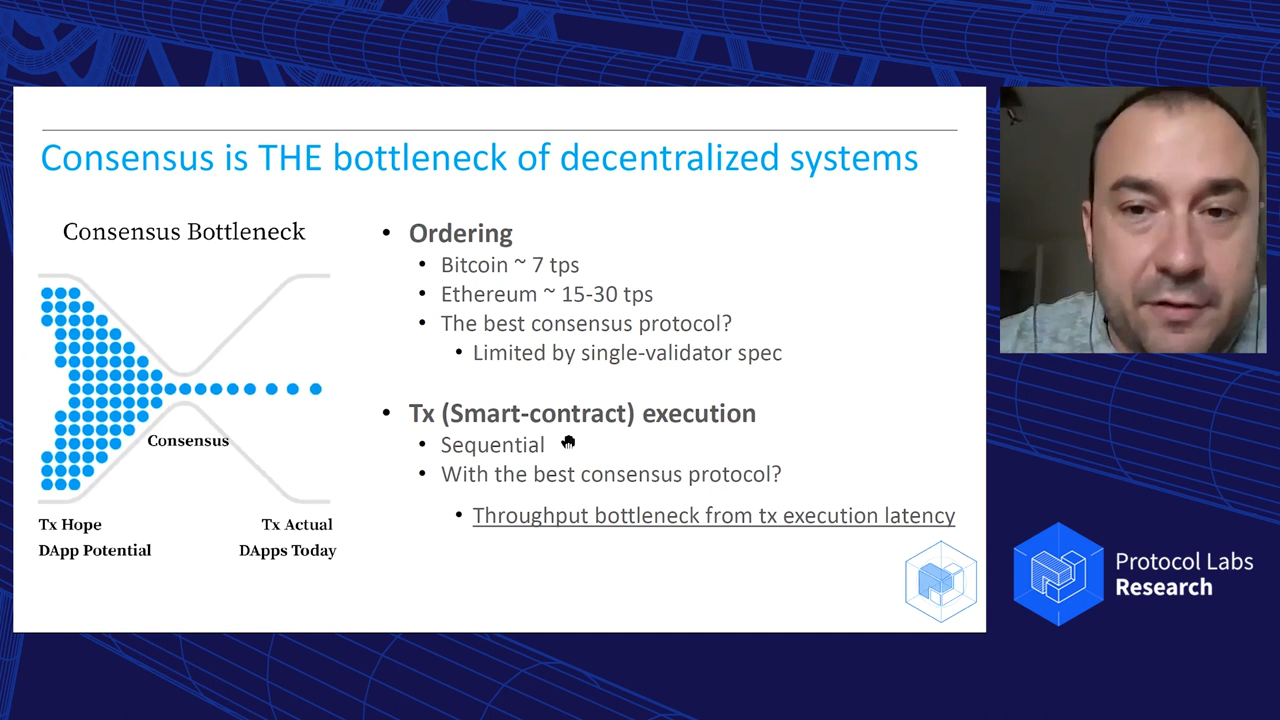 Consensus is THE bottleneck of decentralized systems
Consensus Bottleneck
Consensus
Tx Hope
DApp Potential
Tx Actual
DApps Today
• Ordering
• Bitcoin ~ 7 tps
• Ethereum ~ 15-30 tps
• The best consensus protocol?
• Limited by single-validator spec
• Tx (Smart-contract) execution
• Sequential
• With the best consensus protocol?
• Throughput bottleneck from tx execution latency
Protocol Labs
Research